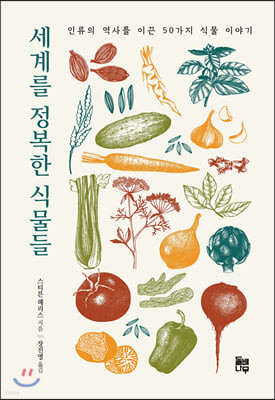 인류의 역사를 이끈 50가지 식물 이야기
세계를 정복한 식물들
스티븐 해리스 지음
장진영 옮김
돌배나무